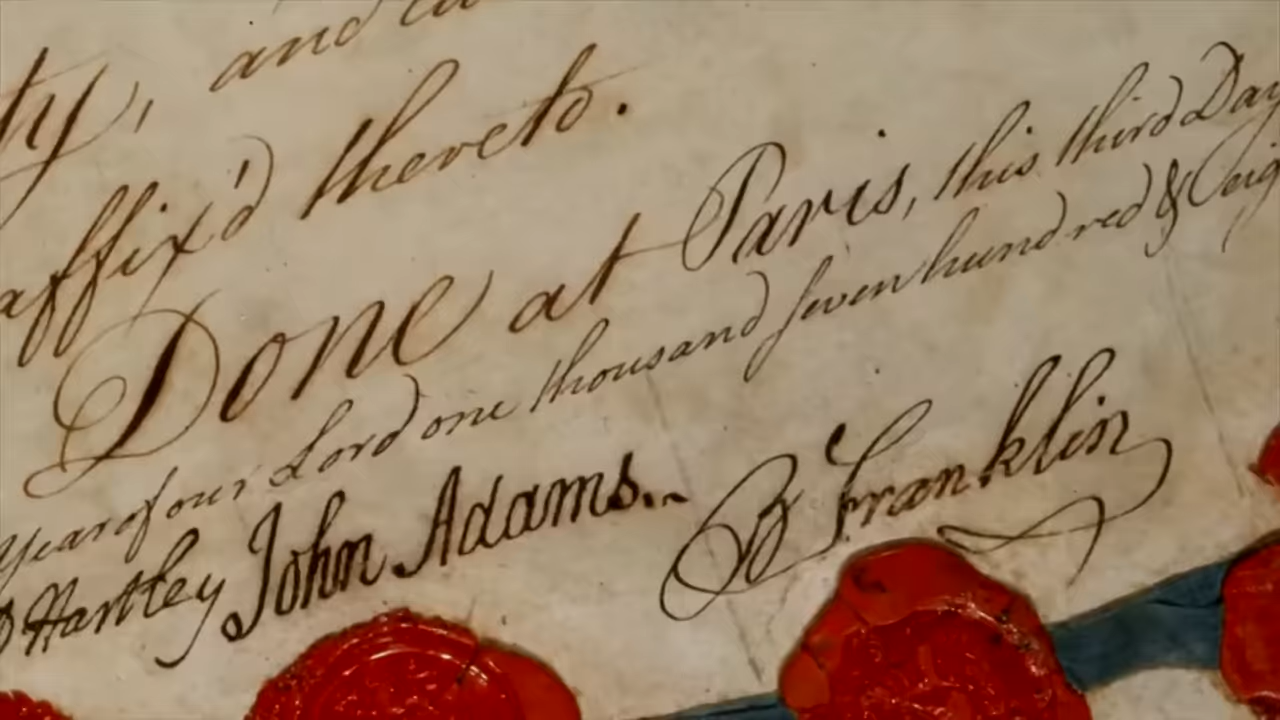 ty, and
affix'd thereto.
Done at Paris, this third Day
Year of our Lord one thousand seven hundred & Eig
D Hartley John Adams.. B Franklin